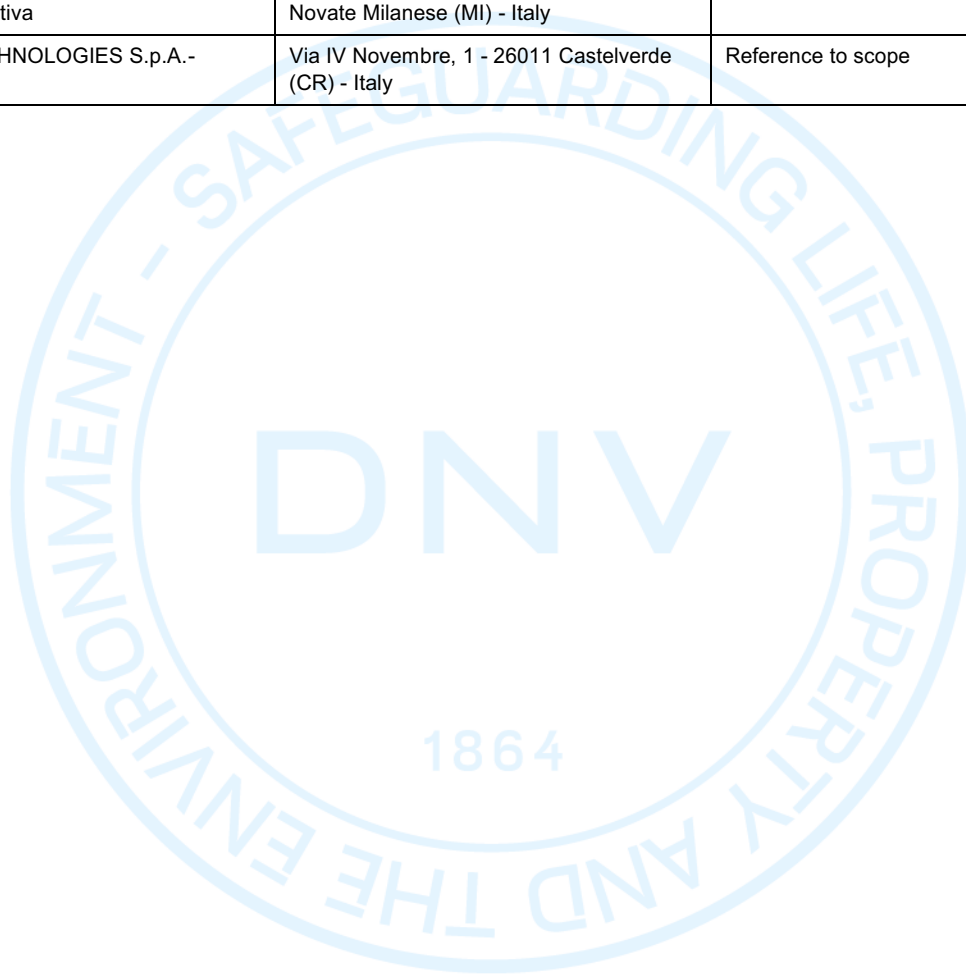 tiva
Novate Milanese (MI) - Italy
HNOLOGIES S.p.A.-
Via IV Novembre, 1 - 26011 Castelverde
(CR) - Italy
Reference to scope
SAFEGUARDING LIFE, PROPERTY AND THE ENVIRONMENT -
DNV
1864